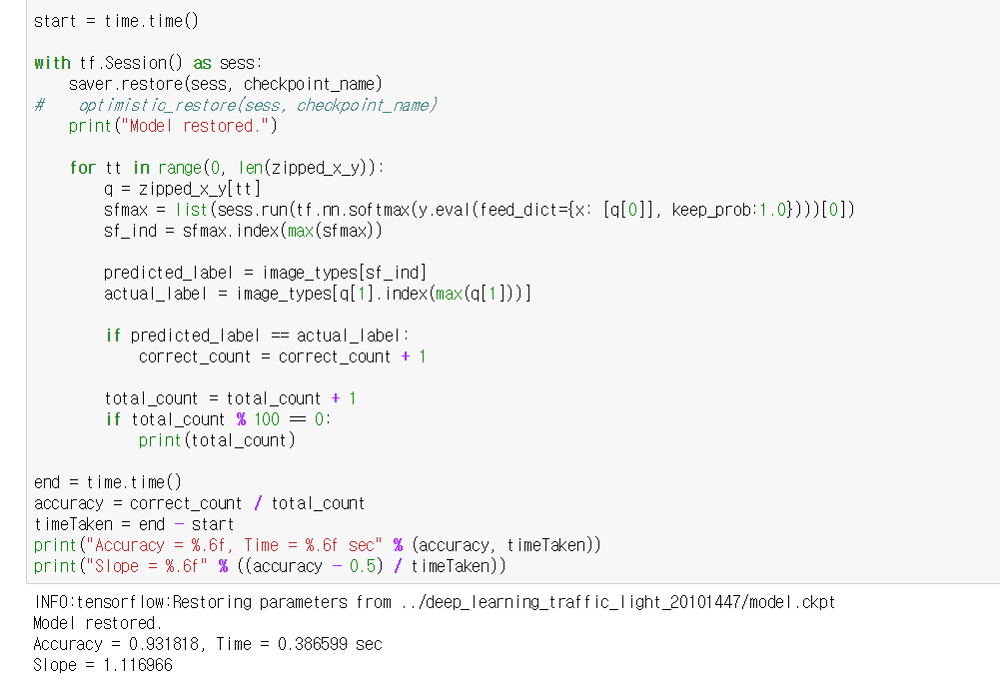 start = time.time()
with tf.Session() as sess:
    saver.restore(sess, checkpoint_name)
#    optimistic_restore(sess, checkpoint_name)
    print("Model restored.")
    for tt in range(0, len(zipped_x_y)):
        q = zipped_x_y[tt]
        sfmax = list(sess.run(tf.nn.softmax(y.eval(feed_dict={x: [q[0]], keep_prob:1.0})))[0])
        sf_ind = sfmax.index(max(sfmax))
        predicted_label = image_types[sf_ind]
        actual_label = image_types[q[1].index(max(q[1]))]
        if predicted_label == actual_label:
            correct_count = correct_count + 1
        total_count = total_count + 1
        if total_count % 100 == 0:
            print(total_count)
end = time.time()
accuracy = correct_count / total_count
timeTaken = end - start
print("Accuracy = %.6f, Time = %.6f sec" % (accuracy, timeTaken))
print("Slope = %.6f" % ((accuracy - 0.5) / timeTaken))
INFO:tensorflow:Restoring parameters from ../deep_learning_traffic_light_20101447/model.ckpt
Model restored.
Accuracy = 0.931818, Time = 0.386599 sec
Slope = 1.116966